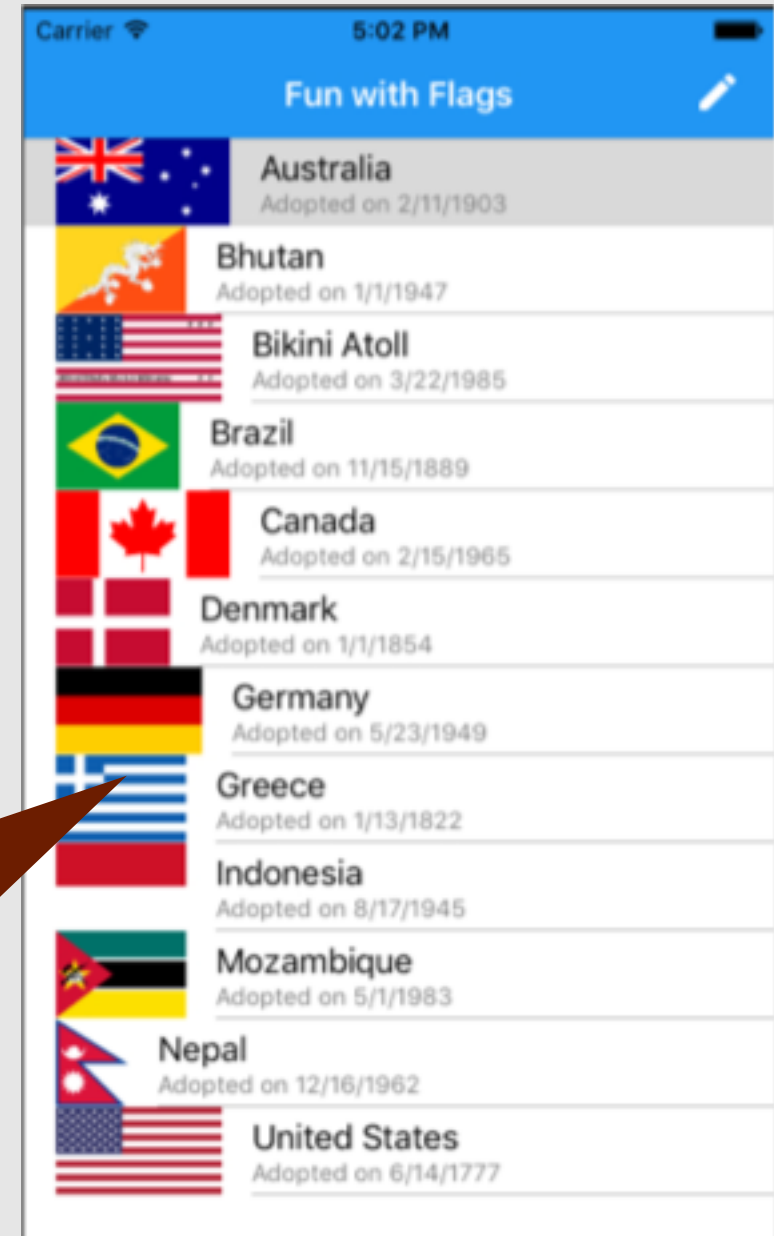 Carrier 5:02 PM
Fun with Flags
Australia
Adopted on 2/11/1903
Bhutan
Adopted on 1/1/1947
Bikini Atoll
Adopted on 3/22/1985
Brazil
Adopted on 11/15/1889
Canada
Adopted on 2/15/1965
Denmark
Adopted on 1/1/1854
Germany
Adopted on 5/23/1949
Greece
Adopted on 1/13/1822
Indonesia
Adopted on 8/17/1945
Mozambique
Adopted on 5/1/1983
Nepal
Adopted on 12/16/1962
United States
Adopted on 6/14/1777